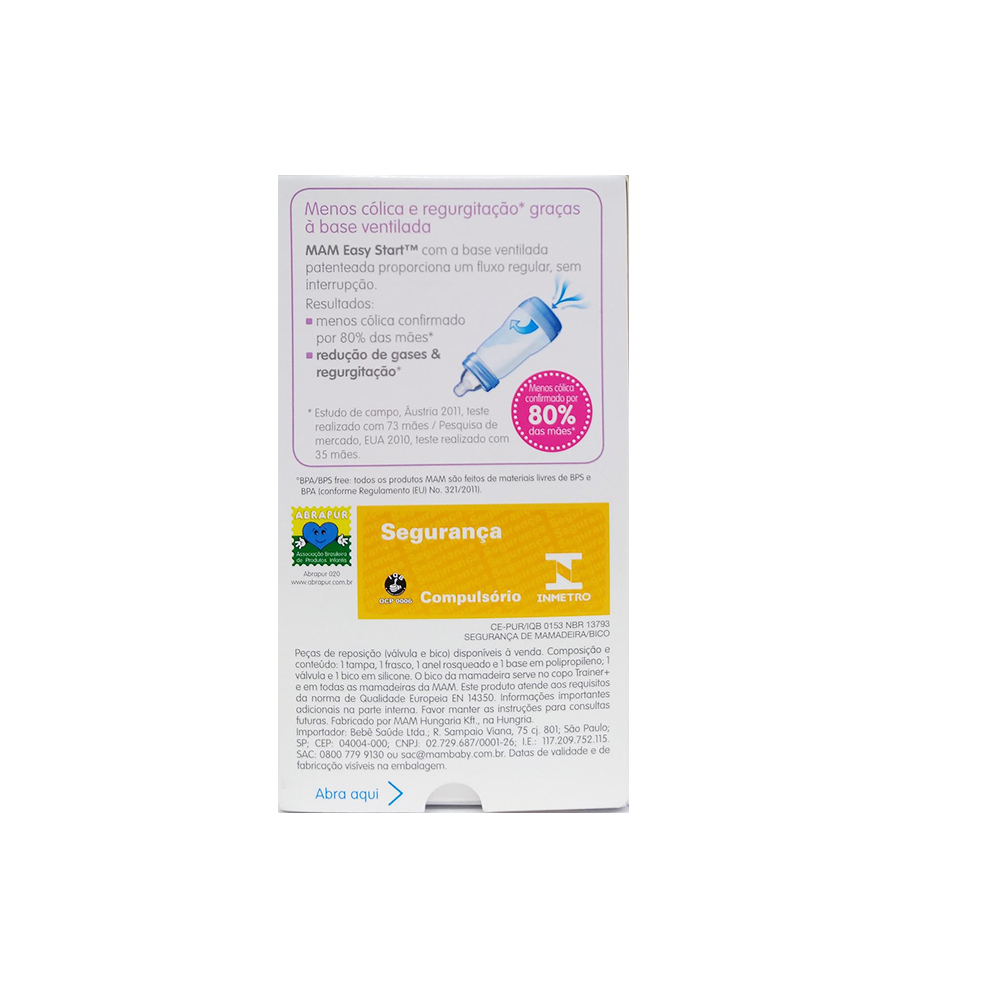 Menos cólica e regurgitação* graças
à base ventilada
MAM Easy Start™ com a base ventilada
patenteada proporciona um fluxo regular, sem
interrupção.
Resultados:
menos cólica confirmado
por 80% das mães*
redução de gases &
regurgitação*
Menos cólica
confirmado por
80%
das mães*
* Estudo de campo, Áustria 2011, teste
realizado com 73 mães / Pesquisa de
mercado, EUA 2010, teste realizado com
35 mães.
*BPA/BPS free: todos os produtos MAM são feitos de materiais livres de BPS e
BPA (conforme Regulamento (EU) No. 321/2011).
ABRAPUR
Associação Brasileira
de Produtos Infantis
Abrapur 020
www.abrapur.com.br
Segurança
IQB
OCP-0006
Compulsório
INMETRO
CE-PUR/IQB 0153 NBR 13793
SEGURANÇA DE MAMADEIRA/BICO
Peças de reposição (válvula e bico) disponíveis à venda. Composição e
conteúdo: 1 tampa, 1 frasco, 1 anel rosqueado e 1 base em polipropileno; 1
válvula e 1 bico em silicone. O bico da mamadeira serve no copo Trainer+
e em todas as mamadeiras da MAM. Este produto atende aos requisitos
da norma de Qualidade Europeia EN 14350. Informações importantes
adicionais na parte interna. Favor manter as instruções para consultas
futuras. Fabricado por MAM Hungaria Kft., na Hungria.
Importador: Bebê Saúde Ltda.; R. Sampaio Viana, 75 cj. 801; São Paulo;
SP; CEP: 04004-000; CNPJ: 02.729.687/0001-26; I.E.: 117.209.752.115.
SAC: 0800 779 9130 ou sac@mambaby.com.br. Datas de validade e de
fabricação visíveis na embalagem.
Abra aqui